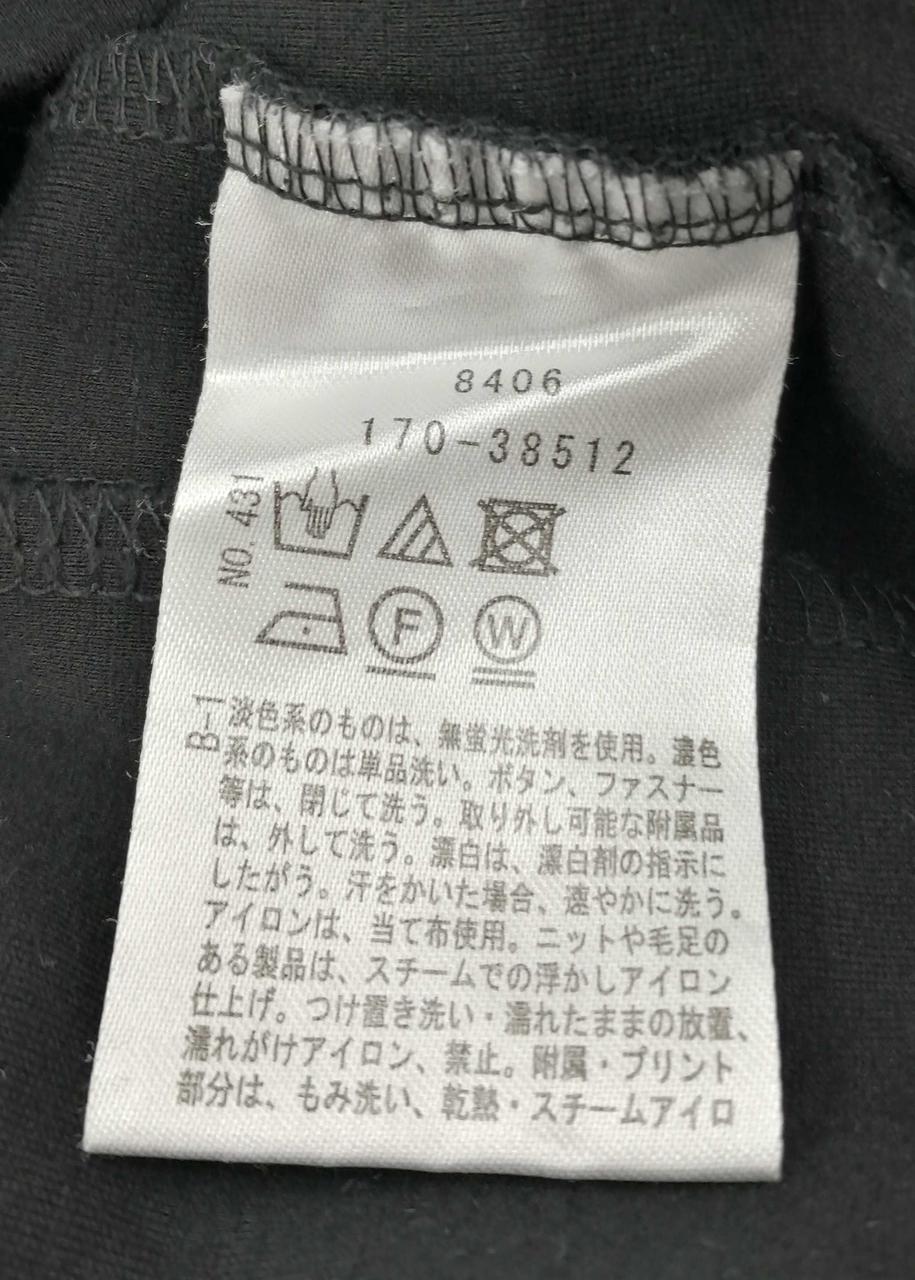 8406
170-38512
NO. 431
F W
B-1
淡色系のものは、無蛍光洗剤を使用。濃色
系のものは単品洗い。ボタン、ファスナー
等は、閉じて洗う。取り外し可能な附属品
は、外して洗う。漂白は、漂白剤の指示に
したがう。汗をかいた場合、速やかに洗う。
アイロンは、当て布使用。ニットや毛足の
ある製品は、スチームでの浮かしアイロン
仕上げ。つけ置き洗い・濡れたままの放置、
濡れがけアイロン、禁止。附属・プリント
部分は、もみ洗い、乾熱・スチームアイロ